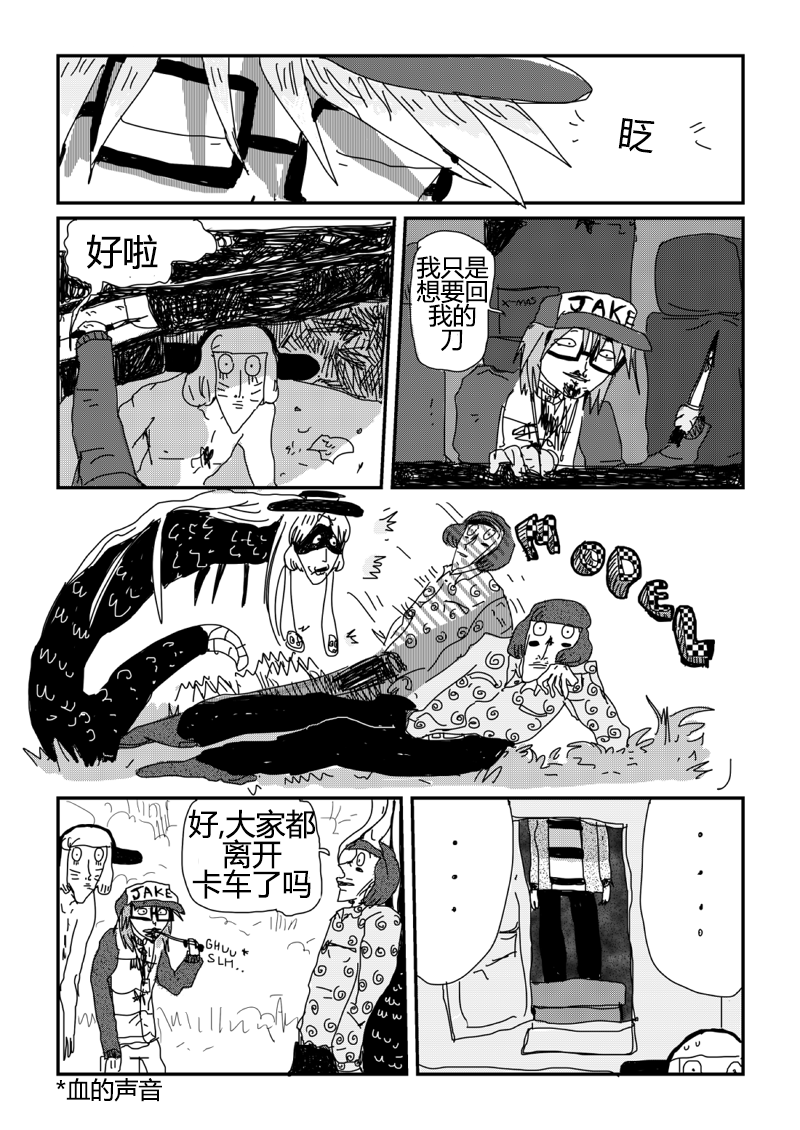 眨
好啦
我只是
想要回
我的
刀
X-MAS
JAKE
MODEL
好,大家都
离开
卡车了吗
JAKE
GHUU *
SLH..
...
...
*血的声音